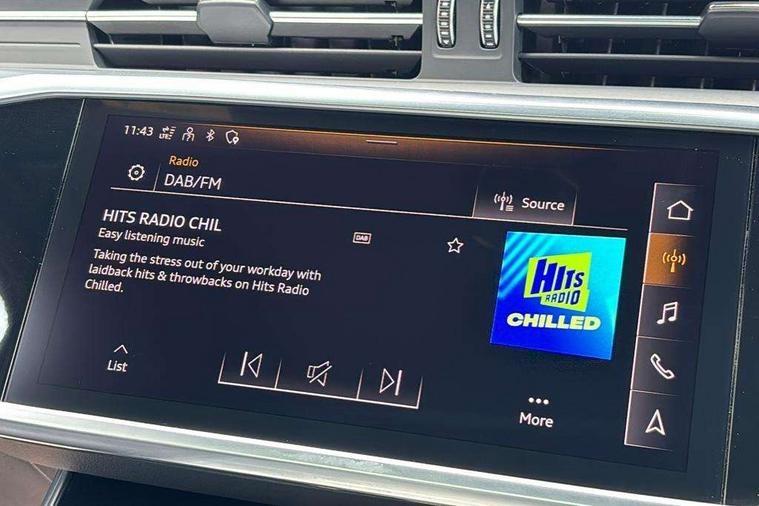 11:43 LTE
Radio
DAB/FM
Source
HITS RADIO CHIL
Easy listening music
DAB
Taking the stress out of your workday with
laidback hits & throwbacks on Hits Radio
Chilled.
HITS
RADIO
CHILLED
List
More